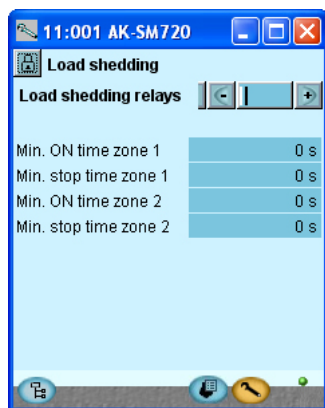 11:001 AK-SM720
Load shedding
Load shedding relays
Min. ON time zone 1 0 s
Min. stop time zone 1 0 s
Min. ON time zone 2 0 s
Min. stop time zone 2 0 s